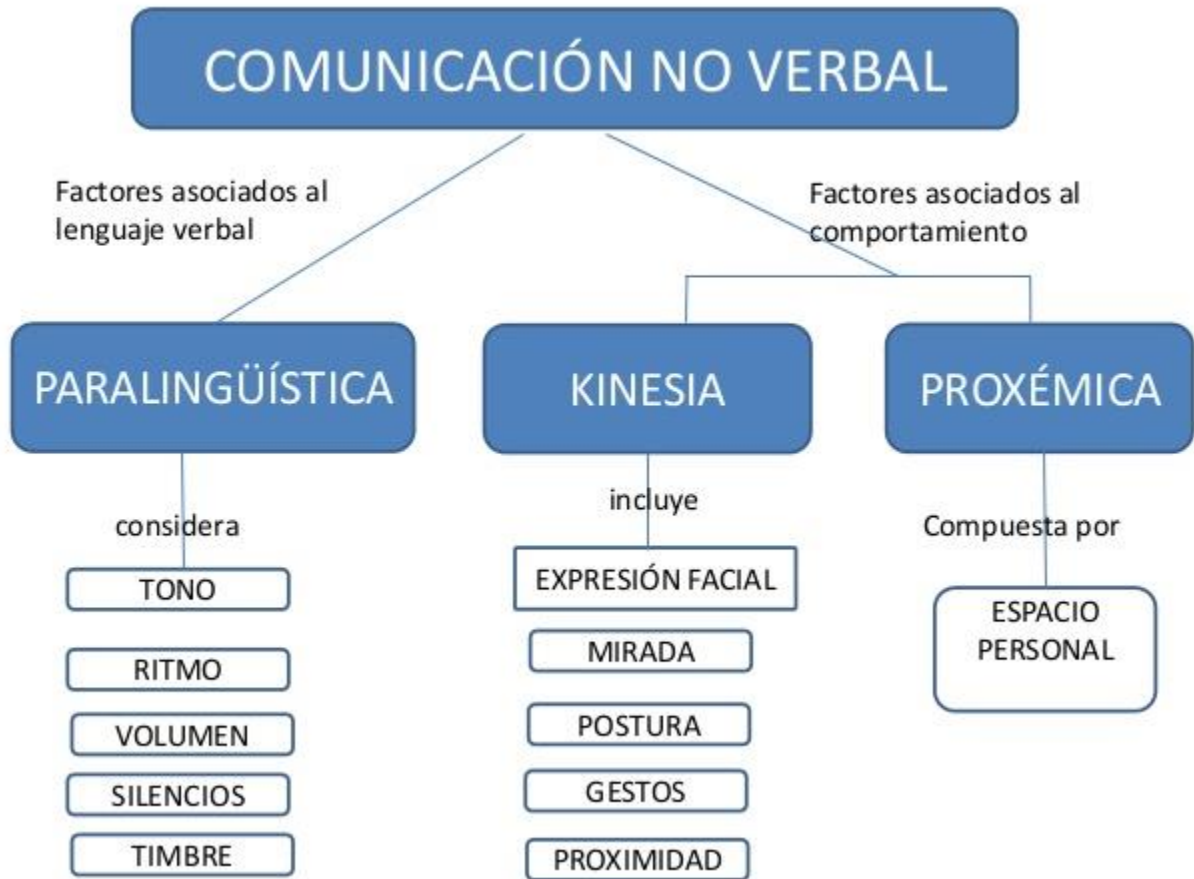 COMUNICACIÓN NO VERBAL
Factores asociados al
lenguaje verbal
Factores asociados al
comportamiento
PARALINGÜÍSTICA
KINESIA
PROXÉMICA
considera
TONO
RITMO
VOLUMEN
SILENCIOS
TIMBRE
incluye
EXPRESIÓN FACIAL
MIRADA
POSTURA
GESTOS
PROXIMIDAD
Compuesta por
ESPACIO
PERSONAL